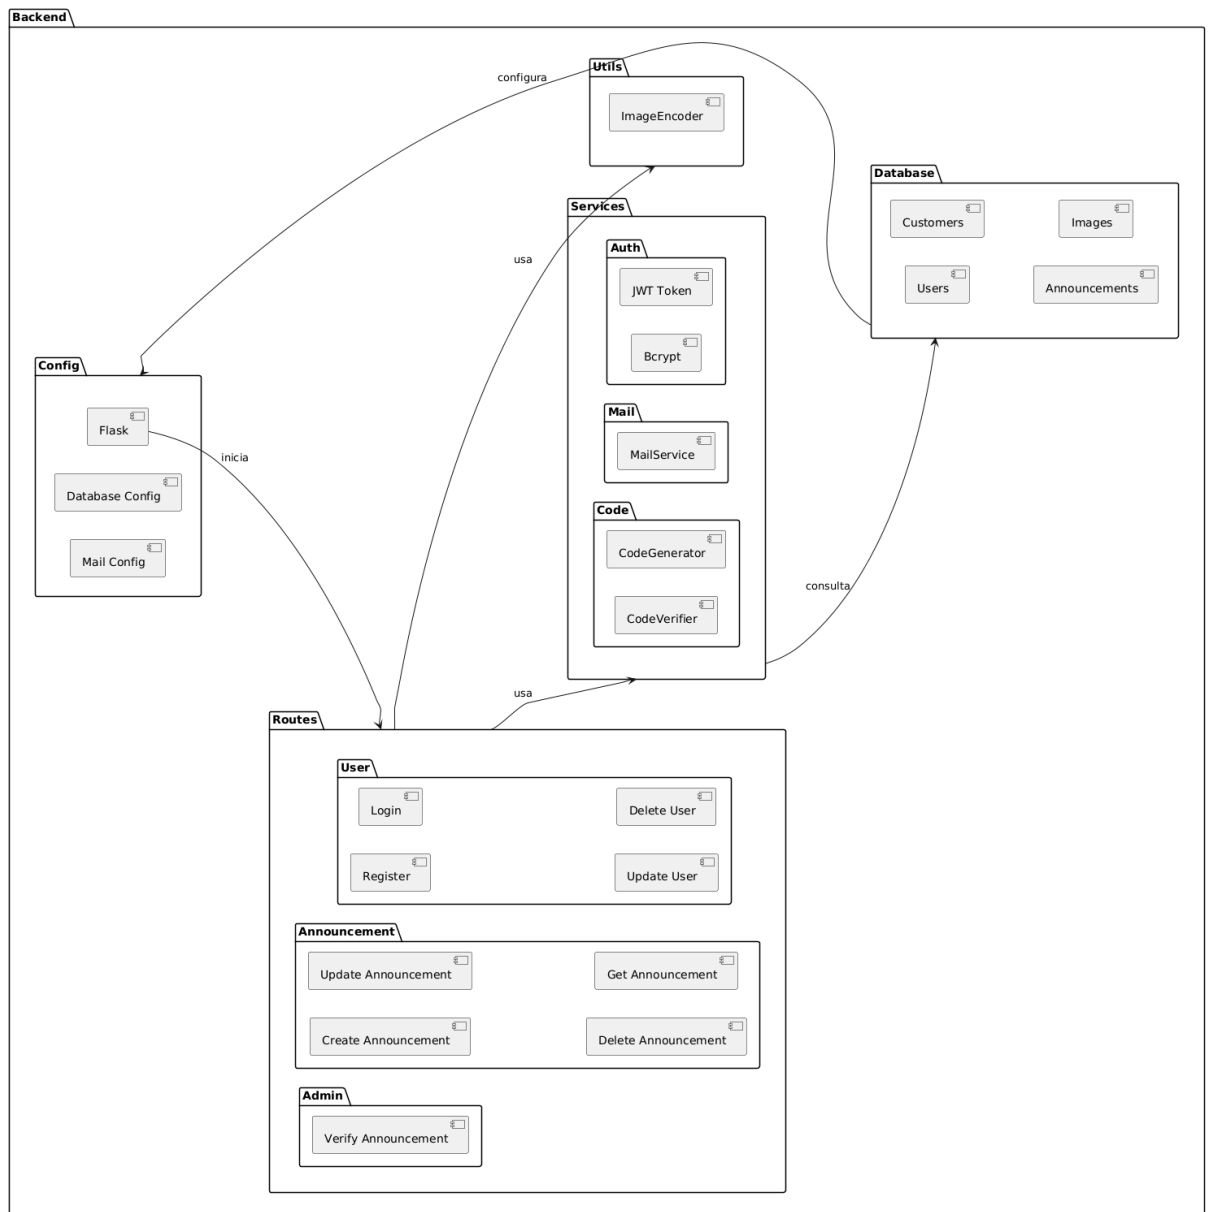 Backend
Utils
configura
ImageEncoder
Database
Customers
Images
Users
Announcements
Services
usa
Auth
JWT Token
Bcrypt
Mail
MailService
Code
CodeGenerator
CodeVerifier
Config
Flask
inicia
Database Config
Mail Config
consulta
usa
Routes
User
Login
Delete User
Register
Update User
Announcement
Update Announcement
Get Announcement
Create Announcement
Delete Announcement
Admin
Verify Announcement